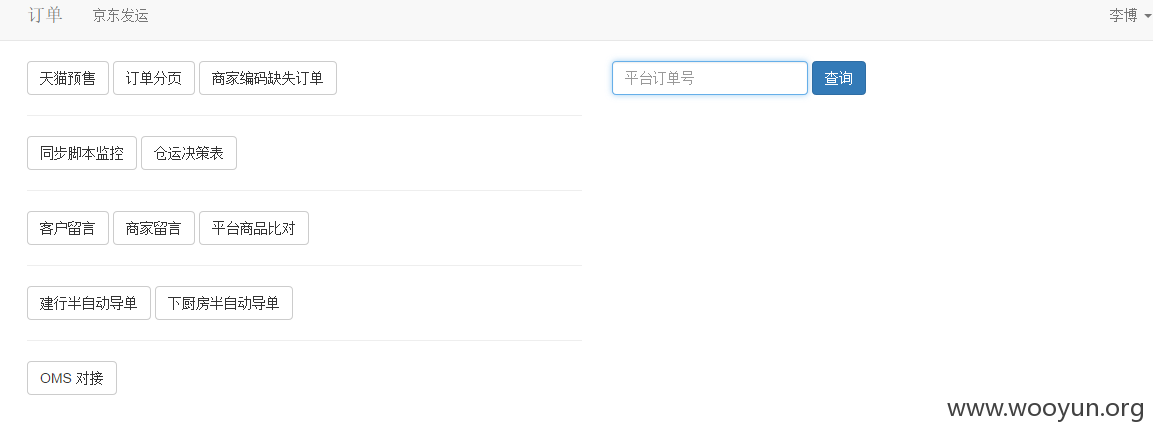 订单 京东发运 李博
天猫预售 订单分页 商家编码缺失订单 平台订单号 查询
同步脚本监控 仓运决策表
客户留言 商家留言 平台商品比对
建行半自动导单 下厨房半自动导单
OMS 对接
www.wooyun.org